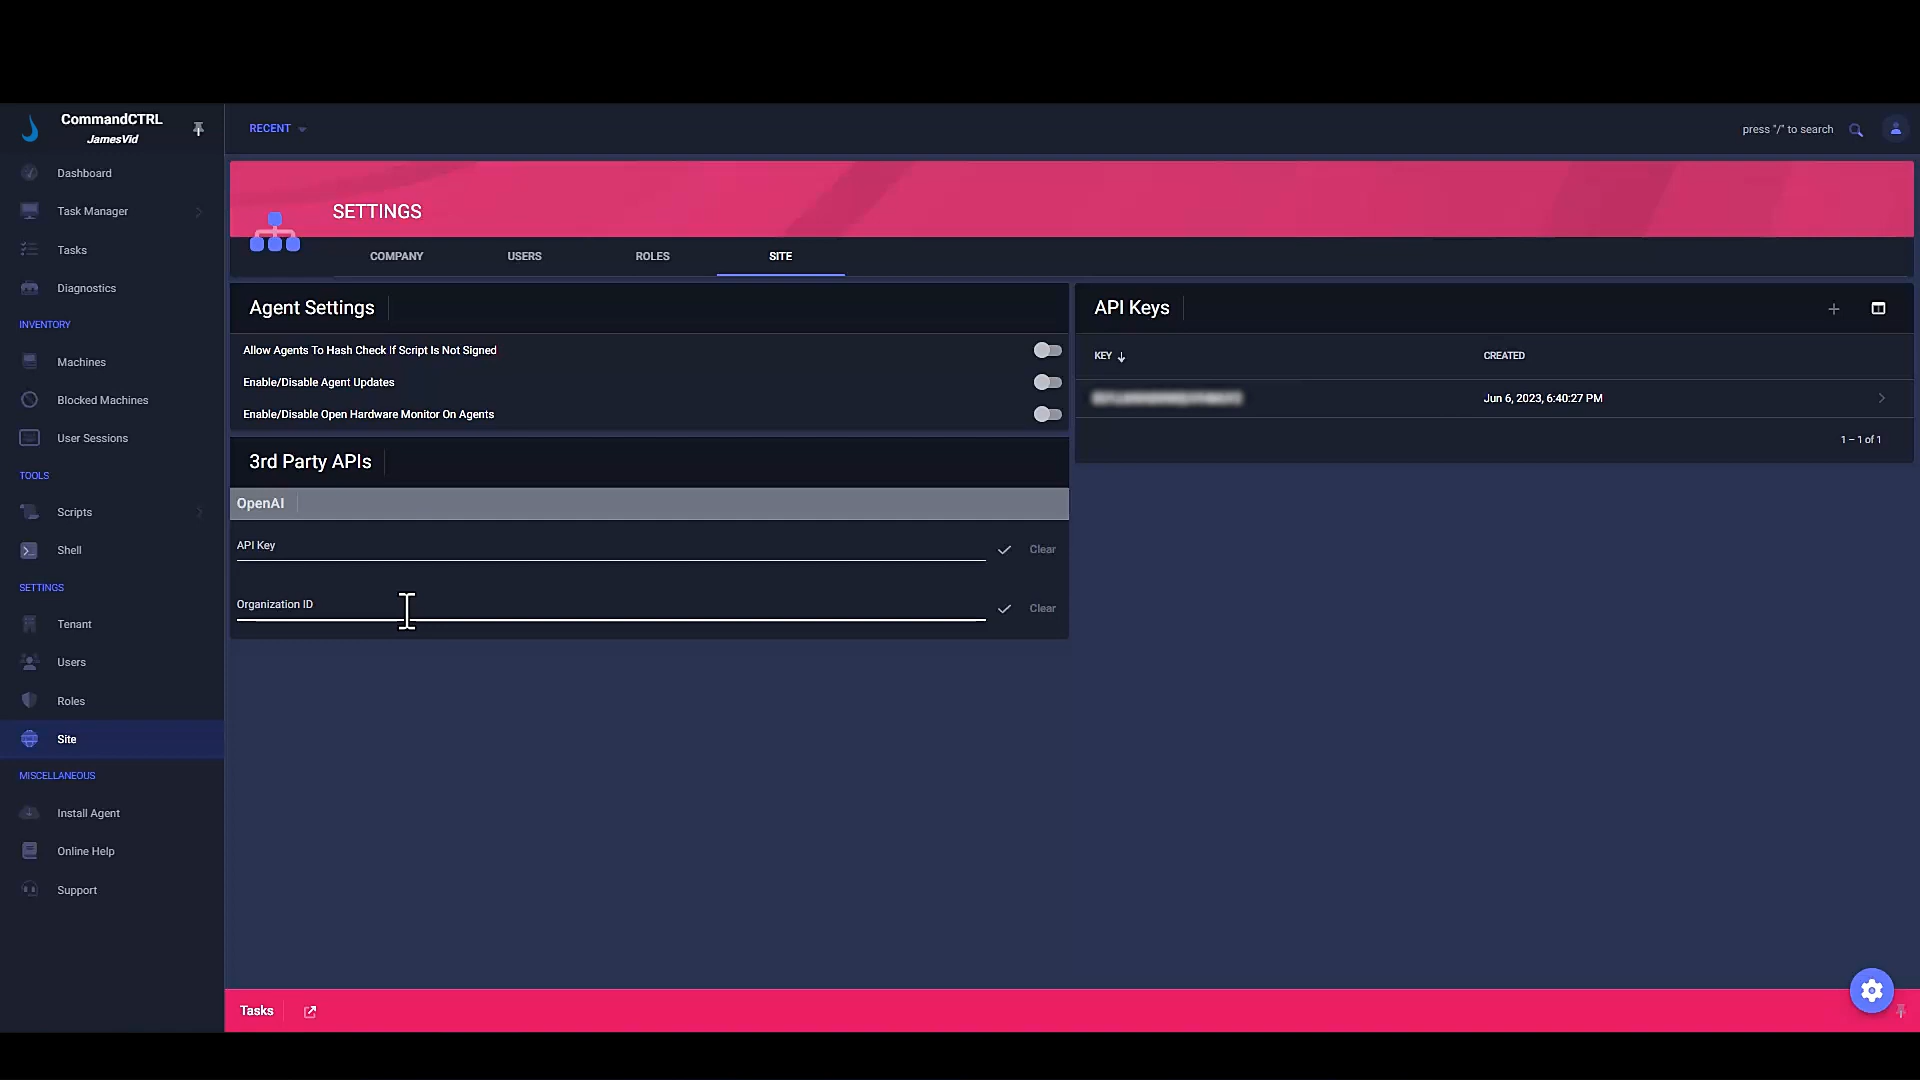 CommandCTRL
JamesVid
RECENT
press "/" to search
Dashboard
Task Manager
Tasks
Diagnostics
INVENTORY
Machines
Blocked Machines
User Sessions
TOOLS
Scripts
Shell
SETTINGS
Tenant
Users
Roles
Site
MISCELLANEOUS
Install Agent
Online Help
Support
SETTINGS
COMPANY USERS ROLES SITE
Agent Settings
Allow Agents To Hash Check If Script Is Not Signed
Enable/Disable Agent Updates
Enable/Disable Open Hardware Monitor On Agents
3rd Party APIs
OpenAI
API Key
Clear
Organization ID
Clear
API Keys
KEY CREATED
Jun 6, 2023, 6:40:27 PM
1 – 1 of 1
Tasks